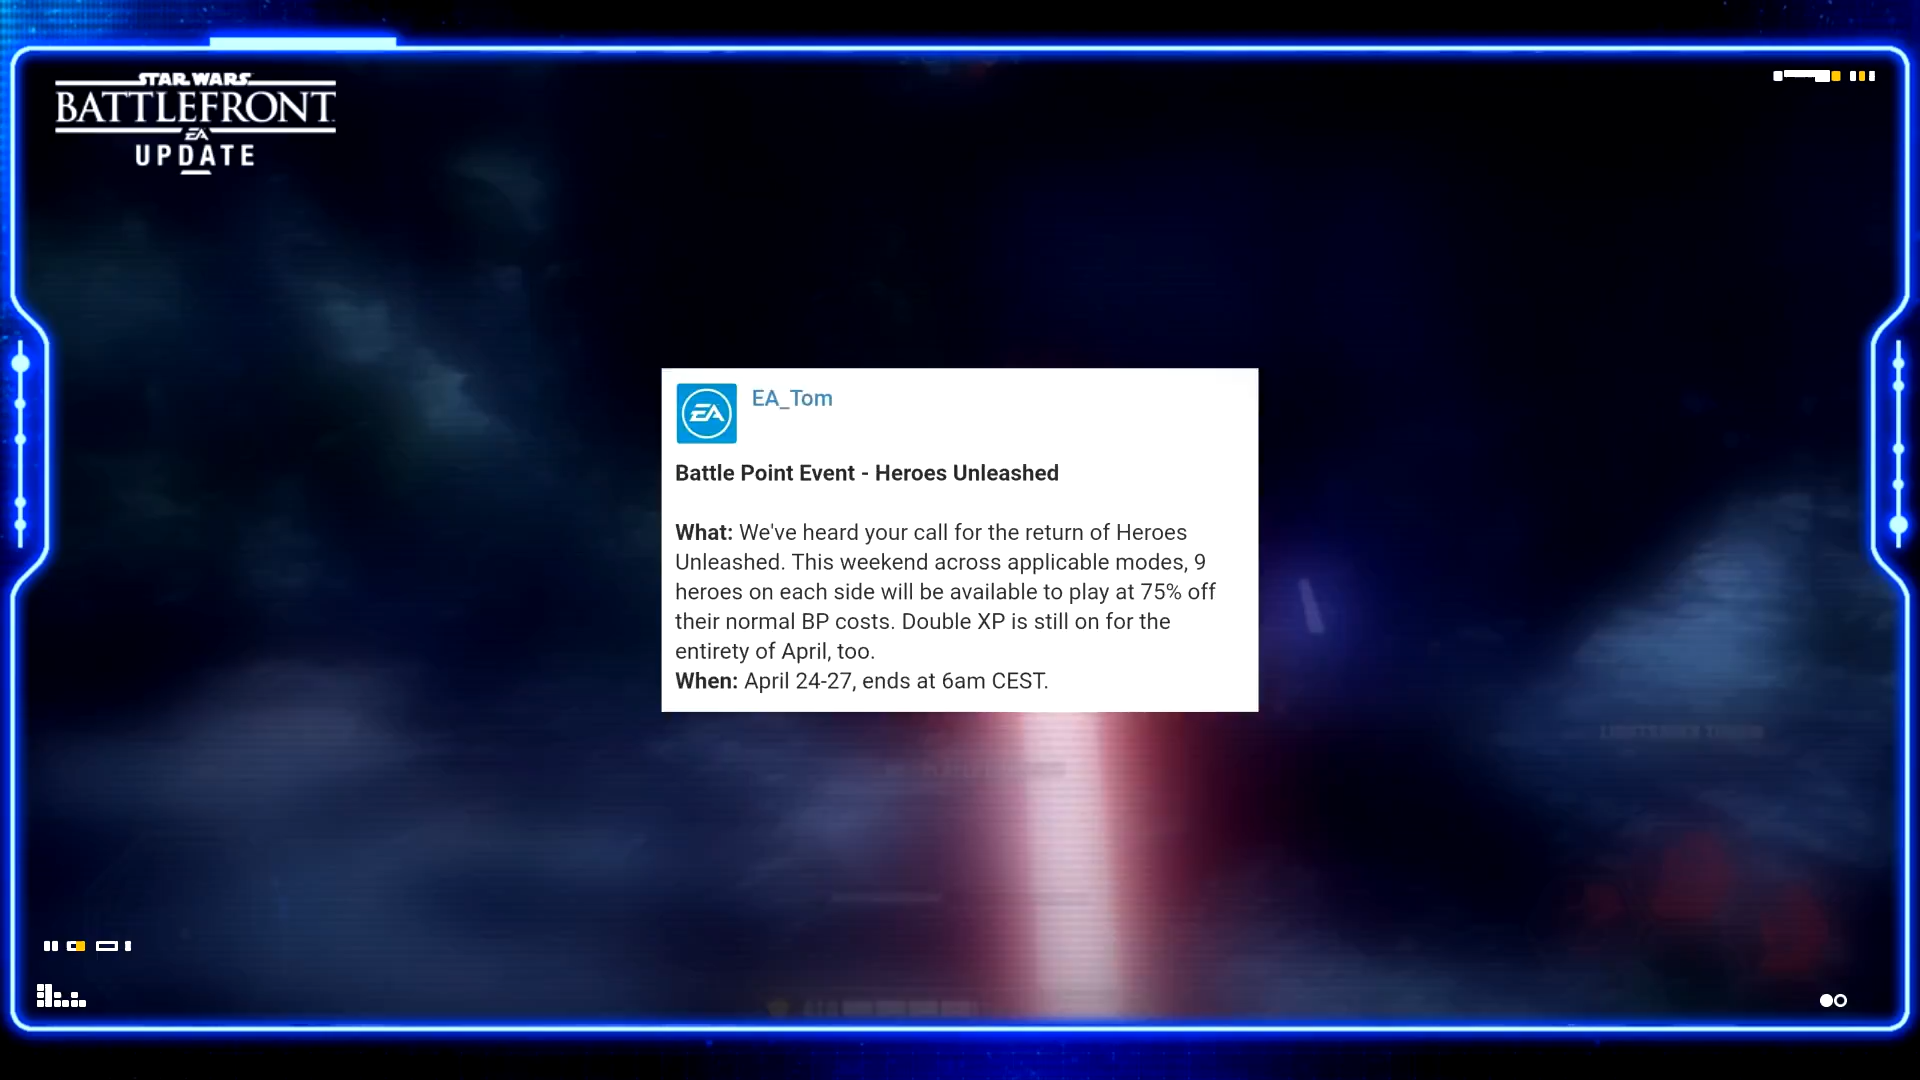 STAR WARS
BATTLEFRONT
EA
UPDATE
EA
EA_Tom
Battle Point Event - Heroes Unleashed
What: We've heard your call for the return of Heroes
Unleashed. This weekend across applicable modes, 9
heroes on each side will be available to play at 75% off
their normal BP costs. Double XP is still on for the
entirety of April, too.
When: April 24-27, ends at 6am CEST.